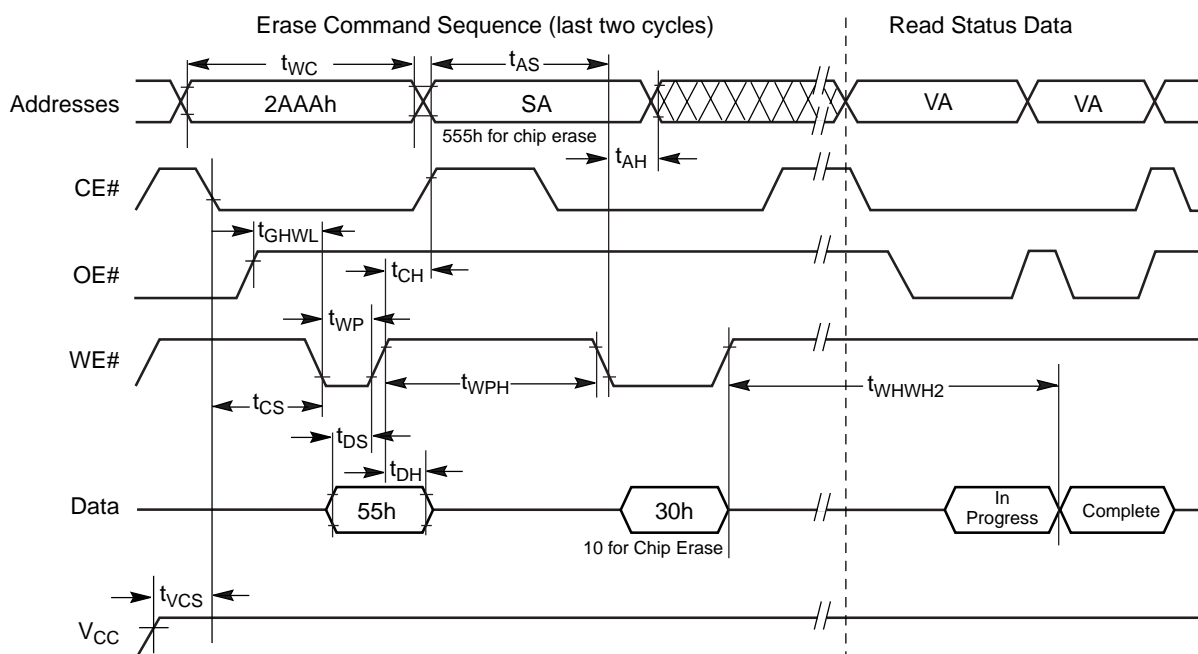 Erase Command Sequence (last two cycles)
Read Status Data
tWC
tAS
Addresses
2AAAh
SA
VA
VA
555h for chip erase
tAH
CE#
tGHWL
OE#
tCH
tWP
WE#
tWPH
tWHWH2
tCS
tDS
tDH
Data
55h
30h
In
Progress
Complete
10 for Chip Erase
tVCS
VCC